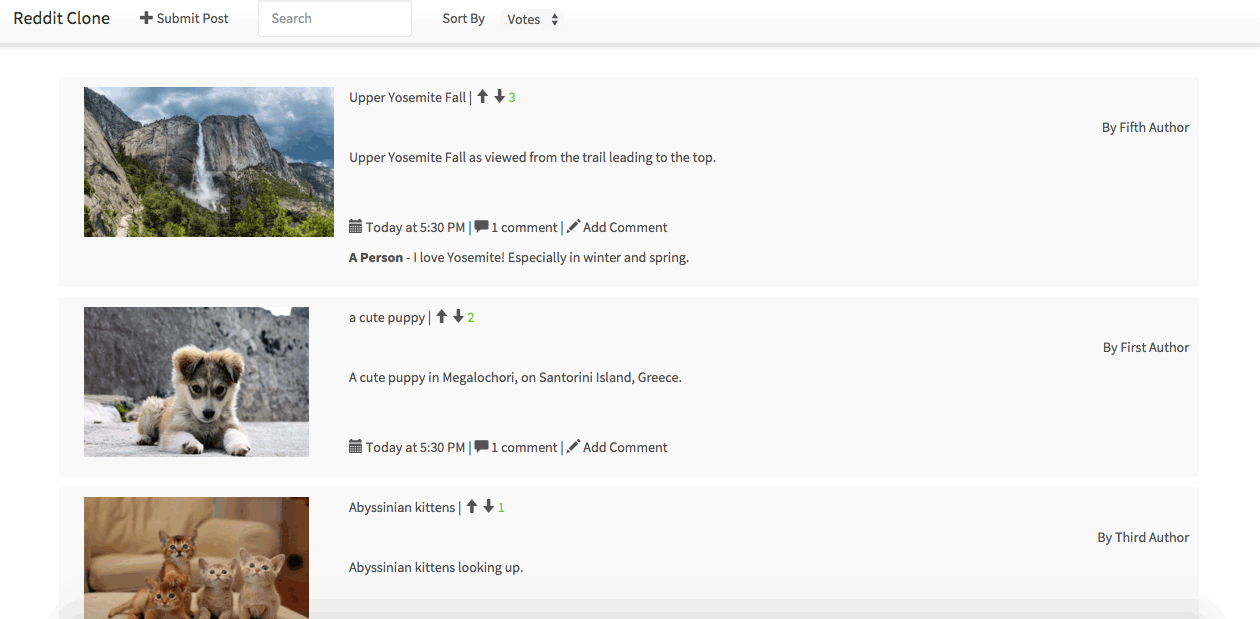 Reddit Clone Submit Post Search Sort By Votes
Upper Yosemite Fall | 3
By Fifth Author
Upper Yosemite Fall as viewed from the trail leading to the top.
Today at 5:30 PM | 1 comment | Add Comment
A Person - I love Yosemite! Especially in winter and spring.
a cute puppy | 2
By First Author
A cute puppy in Megalochori, on Santorini Island, Greece.
Today at 5:30 PM | 1 comment | Add Comment
Abyssinian kittens | 1
By Third Author
Abyssinian kittens looking up.